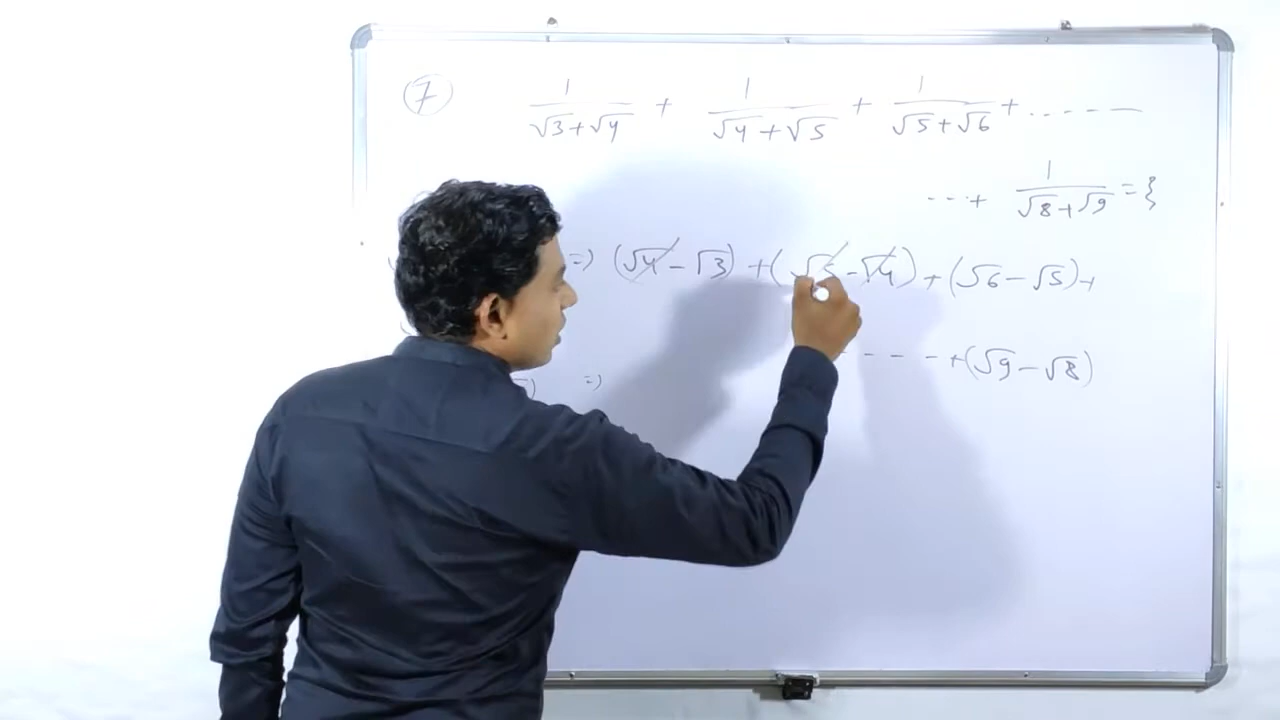 ⑦ 1/(√3+√4) + 1/(√4+√5) + 1/(√5+√6) + ......
...+ 1/(√8+√9) = }
=) (√4-√3) + (√5-√4) + (√6-√5) +
- - - - + (√9-√8)
) =)